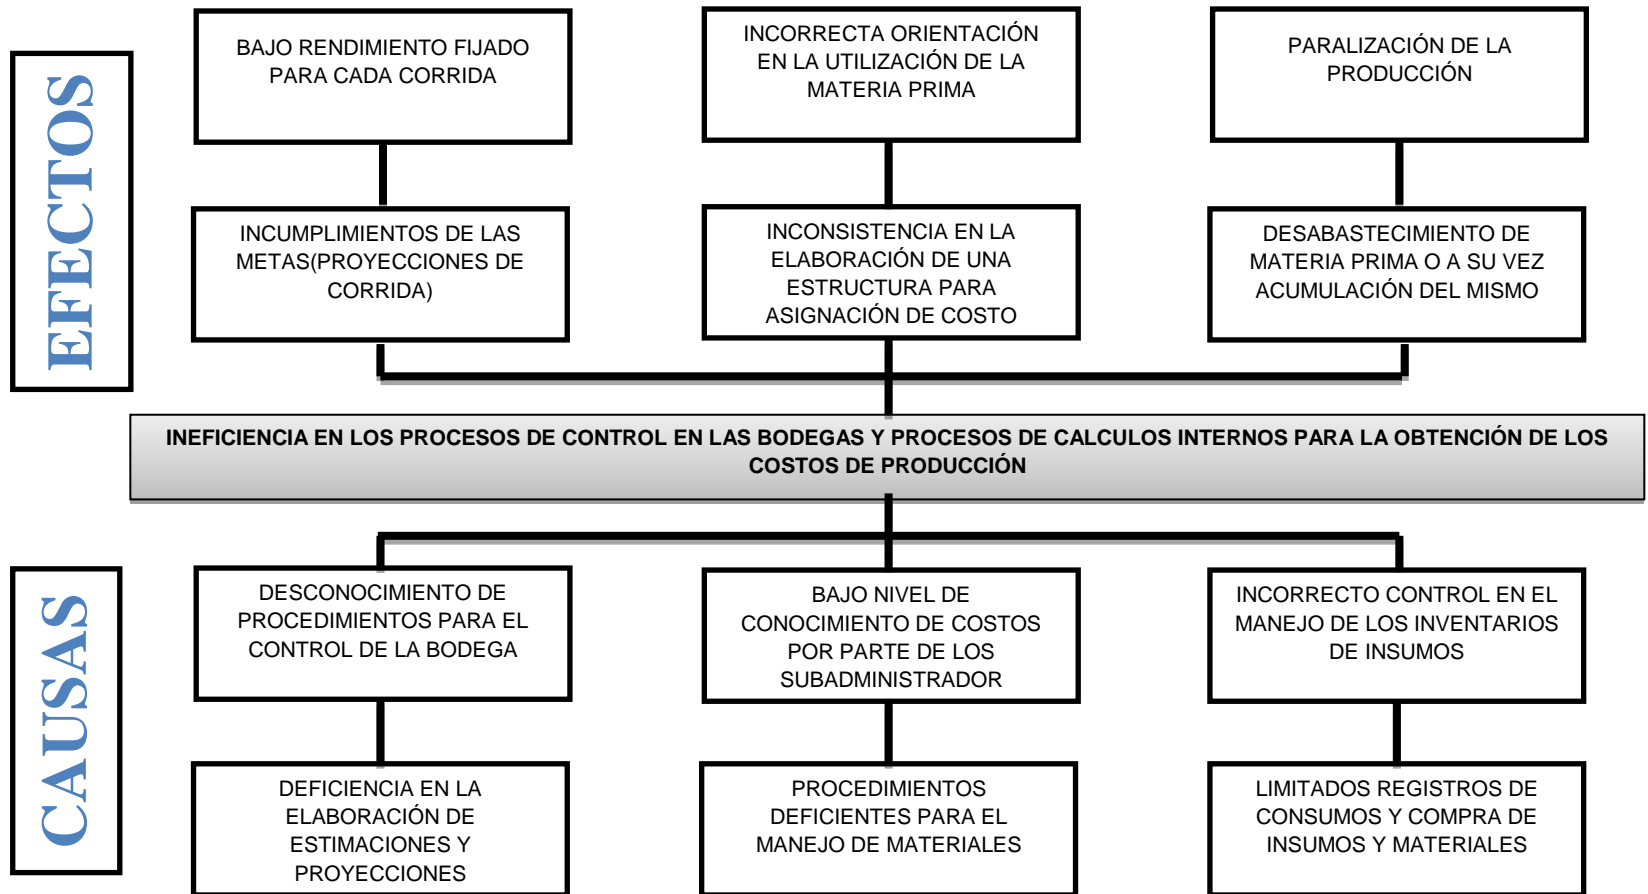 EFECTOS
BAJO RENDIMIENTO FIJADO
PARA CADA CORRIDA
INCORRECTA ORIENTACIÓN
EN LA UTILIZACIÓN DE LA
MATERIA PRIMA
PARALIZACIÓN DE LA
PRODUCCIÓN
INCUMPLIMIENTOS DE LAS
METAS(PROYECCIONES DE
CORRIDA)
INCONSISTENCIA EN LA
ELABORACIÓN DE UNA
ESTRUCTURA PARA
ASIGNACIÓN DE COSTO
DESABASTECIMIENTO DE
MATERIA PRIMA O A SU VEZ
ACUMULACIÓN DEL MISMO
INEFICIENCIA EN LOS PROCESOS DE CONTROL EN LAS BODEGAS Y PROCESOS DE CALCULOS INTERNOS PARA LA OBTENCIÓN DE LOS
COSTOS DE PRODUCCIÓN
CAUSAS
DESCONOCIMIENTO DE
PROCEDIMIENTOS PARA EL
CONTROL DE LA BODEGA
BAJO NIVEL DE
CONOCIMIENTO DE COSTOS
POR PARTE DE LOS
SUBADMINISTRADOR
INCORRECTO CONTROL EN EL
MANEJO DE LOS INVENTARIOS
DE INSUMOS
DEFICIENCIA EN LA
ELABORACIÓN DE
ESTIMACIONES Y
PROYECCIONES
PROCEDIMIENTOS
DEFICIENTES PARA EL
MANEJO DE MATERIALES
LIMITADOS REGISTROS DE
CONSUMOS Y COMPRA DE
INSUMOS Y MATERIALES